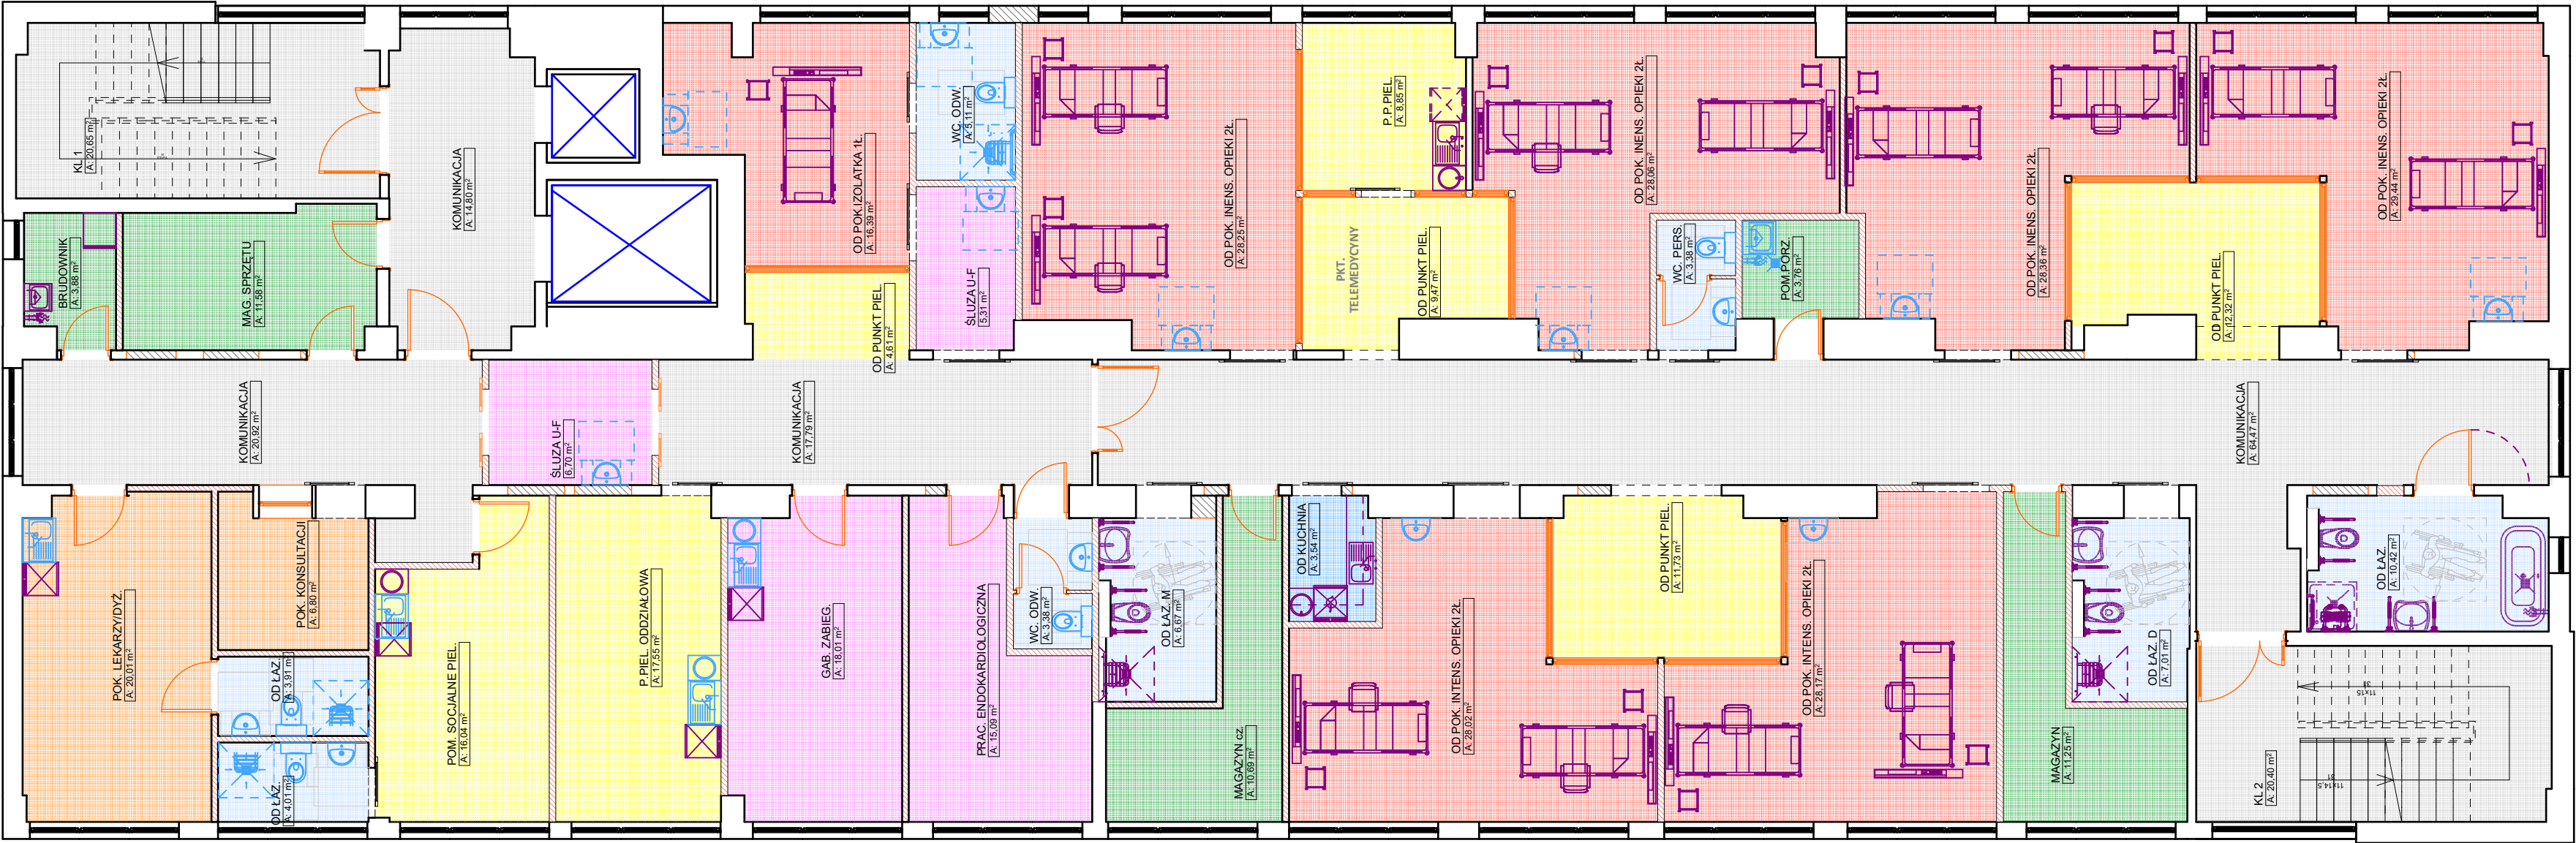 KL 1
A: 20,65 m²
BRUDOWNIK
A: 3,88 m²
MAG. SPRZĘTU
A: 11,58 m²
KOMUNIKACJA
A: 14,80 m²
OD POK.IZOLATKA 1Ł
A: 16,39 m²
OD PUNKT PIEL.
A: 4,61 m²
WC. ODW.
A: 5,11 m²
ŚLUZA U-F
5,31 m²
OD POK. INENS. OPIEKI 2Ł
A: 28,25 m²
P.P.PIEL.
A: 8,85 m²
PKT.
TELEMEDYCYNY
OD PUNKT PIEL.
A: 9,47 m²
OD POK. INENS. OPIEKI 2Ł
A: 28,06 m²
WC. PERS.
A: 3,38 m²
POM.PORZ.
A: 3,76 m²
OD POK. INENS. OPIEKI 2Ł
A: 28,36 m²
OD PUNKT PIEL.
A: 12,32 m²
OD POK. INENS. OPIEKI 2Ł
A: 29,44 m²
KOMUNIKACJA
A: 20,92 m²
ŚLUZA U-F
6,70 m²
KOMUNIKACJA
A: 17,79 m²
KOMUNIKACJA
A: 64,47 m²
POK. LEKARZY/DYŻ.
A: 20,01 m²
POK. KONSULTACJI
A: 6,80 m²
OD ŁAZ.
A: 3,91 m²
OD ŁAZ.
A: 4,01 m²
POM. SOCJALNE PIEL.
A: 16,04 m²
P.PIEL. ODDZIAŁOWA
A: 17,55 m²
GAB. ZABIEG.
A: 18,01 m²
PRAC. ENDOKARDIOLOGICZNA
A: 15,09 m²
WC. ODW.
A: 3,38 m²
OD ŁAZ. M
A: 6,67 m²
MAGAZYN cz.
A: 10,69 m²
OD KUCHNIA
A: 3,54 m²
OD POK. INTENS. OPIEKI 2Ł
A: 28,02 m²
OD PUNKT PIEL.
A: 11,73 m²
OD POK. INTENS. OPIEKI 2Ł
A: 28,17 m²
MAGAZYN
A: 11,25 m²
OD ŁAZ. D
A: 7,01 m²
OD ŁAZ.
A: 10,42 m²
KL 2
A: 20,40 m²
11x15
31
11x14,5
31